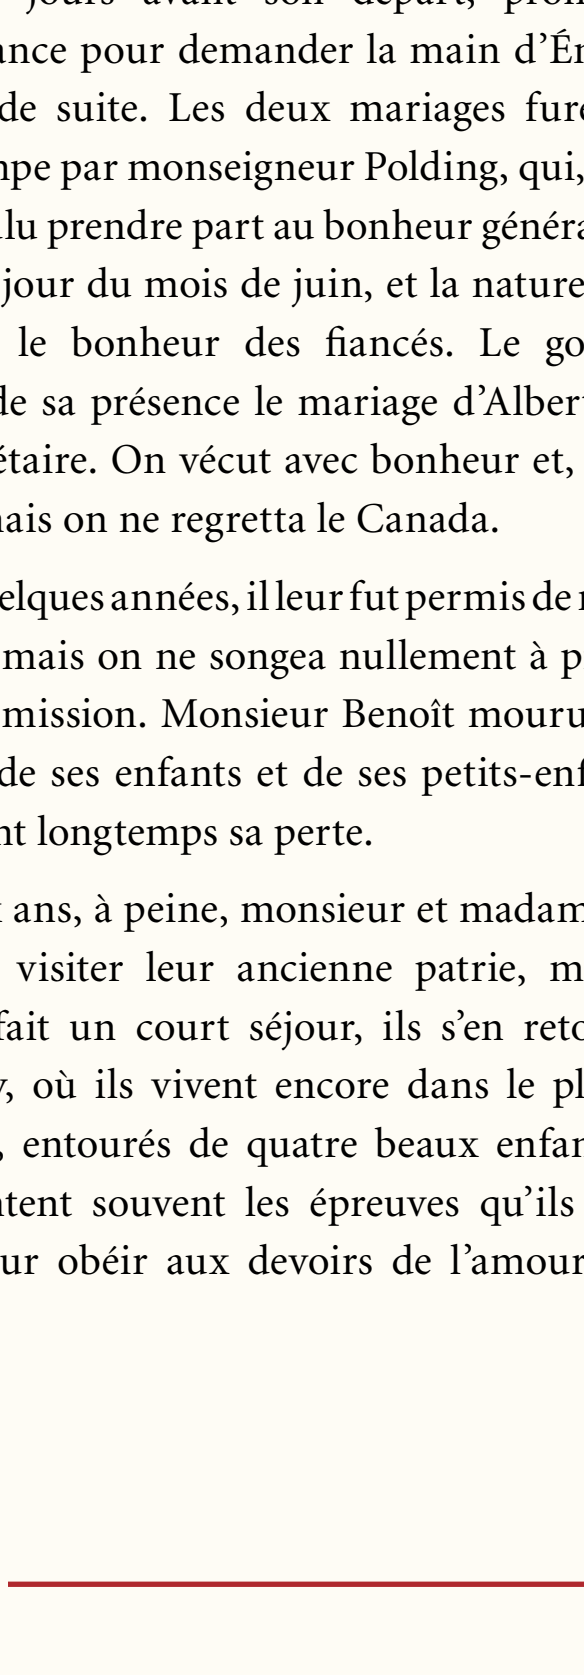 jours avant son départ,
ance pour demander la main d’Ér
de suite. Les deux mariages fure
npe par monseigneur Polding, qui,
ulu prendre part au bonheur généra
jour du mois de juin, et la nature
le bonheur des fiancés. Le go
de sa présence le mariage d’Albert
étaire. On vécut avec bonheur et,
nais on ne regretta le Canada.
elques années, il leur fut permis de r
mais on ne songea nullement à p
mission. Monsieur Benoît mouru
de ses enfants et de ses petits-enf
nt longtemps sa perte.
ans, à peine, monsieur et madam
visiter leur ancienne patrie, m
fait un court séjour, ils s’en reto
y, où ils vivent encore dans le pl
, entourés de quatre beaux enfan
ntent souvent les épreuves qu’ils
ur obéir aux devoirs de l’amour